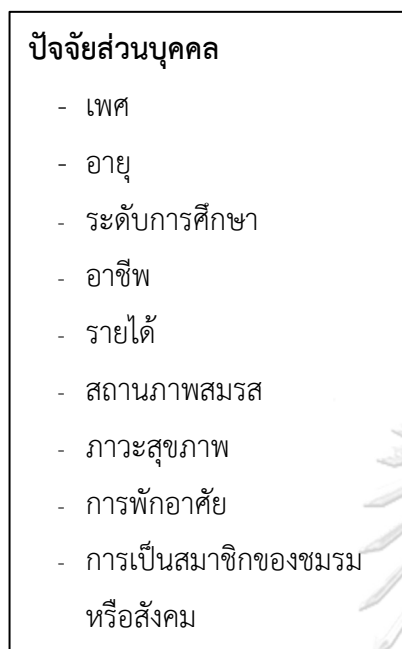 ปัจจัยส่วนบุคคล
- เพศ
- อายุ
- ระดับการศึกษา
- อาชีพ
- รายได้
- สถานภาพสมรส
- ภาวะสุขภาพ
- การพักอาศัย
- การเป็นสมาชิกของชมรม
หรือสังคม